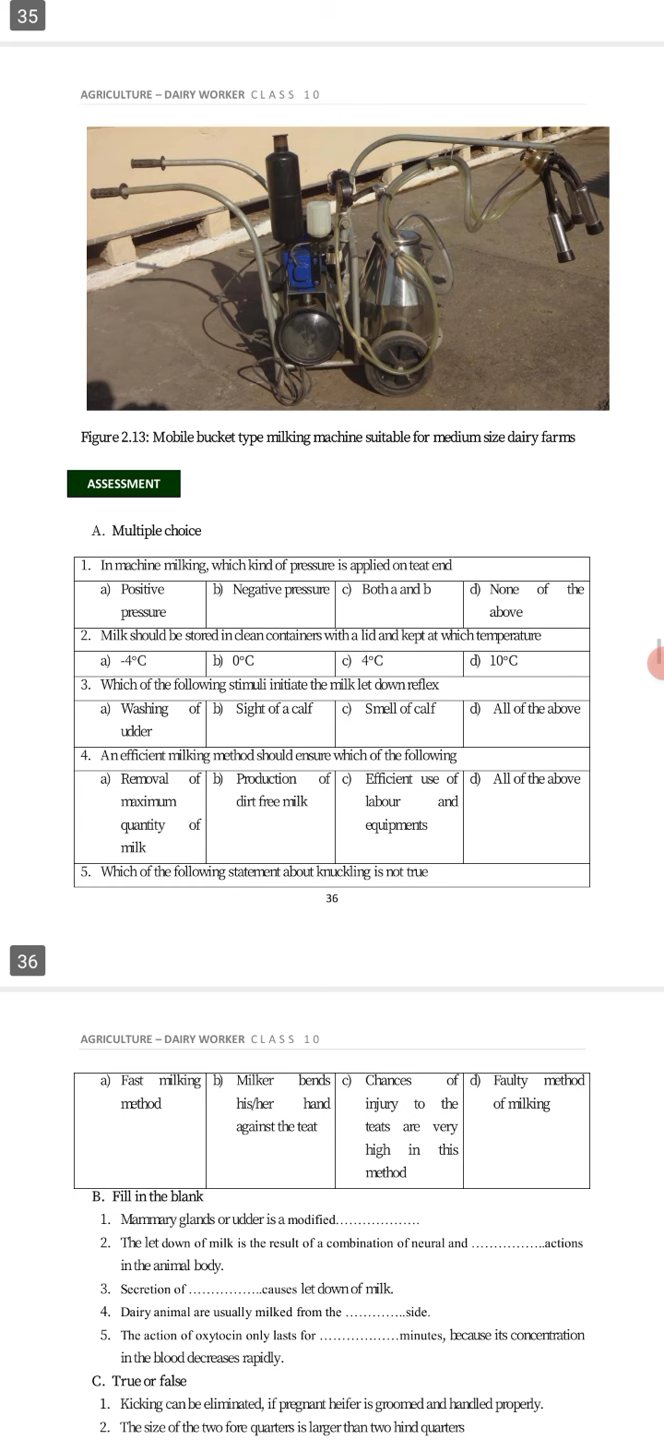 35
AGRICULTURE – DAIRY WORKER CLASS 10
Figure 2.13: Mobile bucket type milking machine suitable for medium size dairy farms
ASSESSMENT
A. Multiple choice
1. In machine milking, which kind of pressure is applied on teat end
a) Positive pressure
b) Negative pressure
c) Both a and b
d) None of the above
2. Milk should be stored in clean containers with a lid and kept at which temperature
a) -4°C
b) 0°C
c) 4°C
d) 10°C
3. Which of the following stimuli initiate the milk let down reflex
a) Washing of udder
b) Sight of a calf
c) Smell of calf
d) All of the above
4. An efficient milking method should ensure which of the following
a) Removal of maximum quantity of milk
b) Production of dirt free milk
c) Efficient use of labour and equipments
d) All of the above
5. Which of the following statement about knuckling is not true
36
36
AGRICULTURE – DAIRY WORKER CLASS 10
a) Fast milking method
b) Milker bends his/her hand against the teat
c) Chances of injury to the teats are very high in this method
d) Faulty method of milking
B. Fill in the blank
1. Mammary glands or udder is a modified………………
2. The let down of milk is the result of a combination of neural and ……………..actions
in the animal body.
3. Secretion of ……………..causes let down of milk.
4. Dairy animal are usually milked from the …………..side.
5. The action of oxytocin only lasts for ………………minutes, because its concentration
in the blood decreases rapidly.
C. True or false
1. Kicking can be eliminated, if pregnant heifer is groomed and handled properly.
2. The size of the two fore quarters is larger than two hind quarters